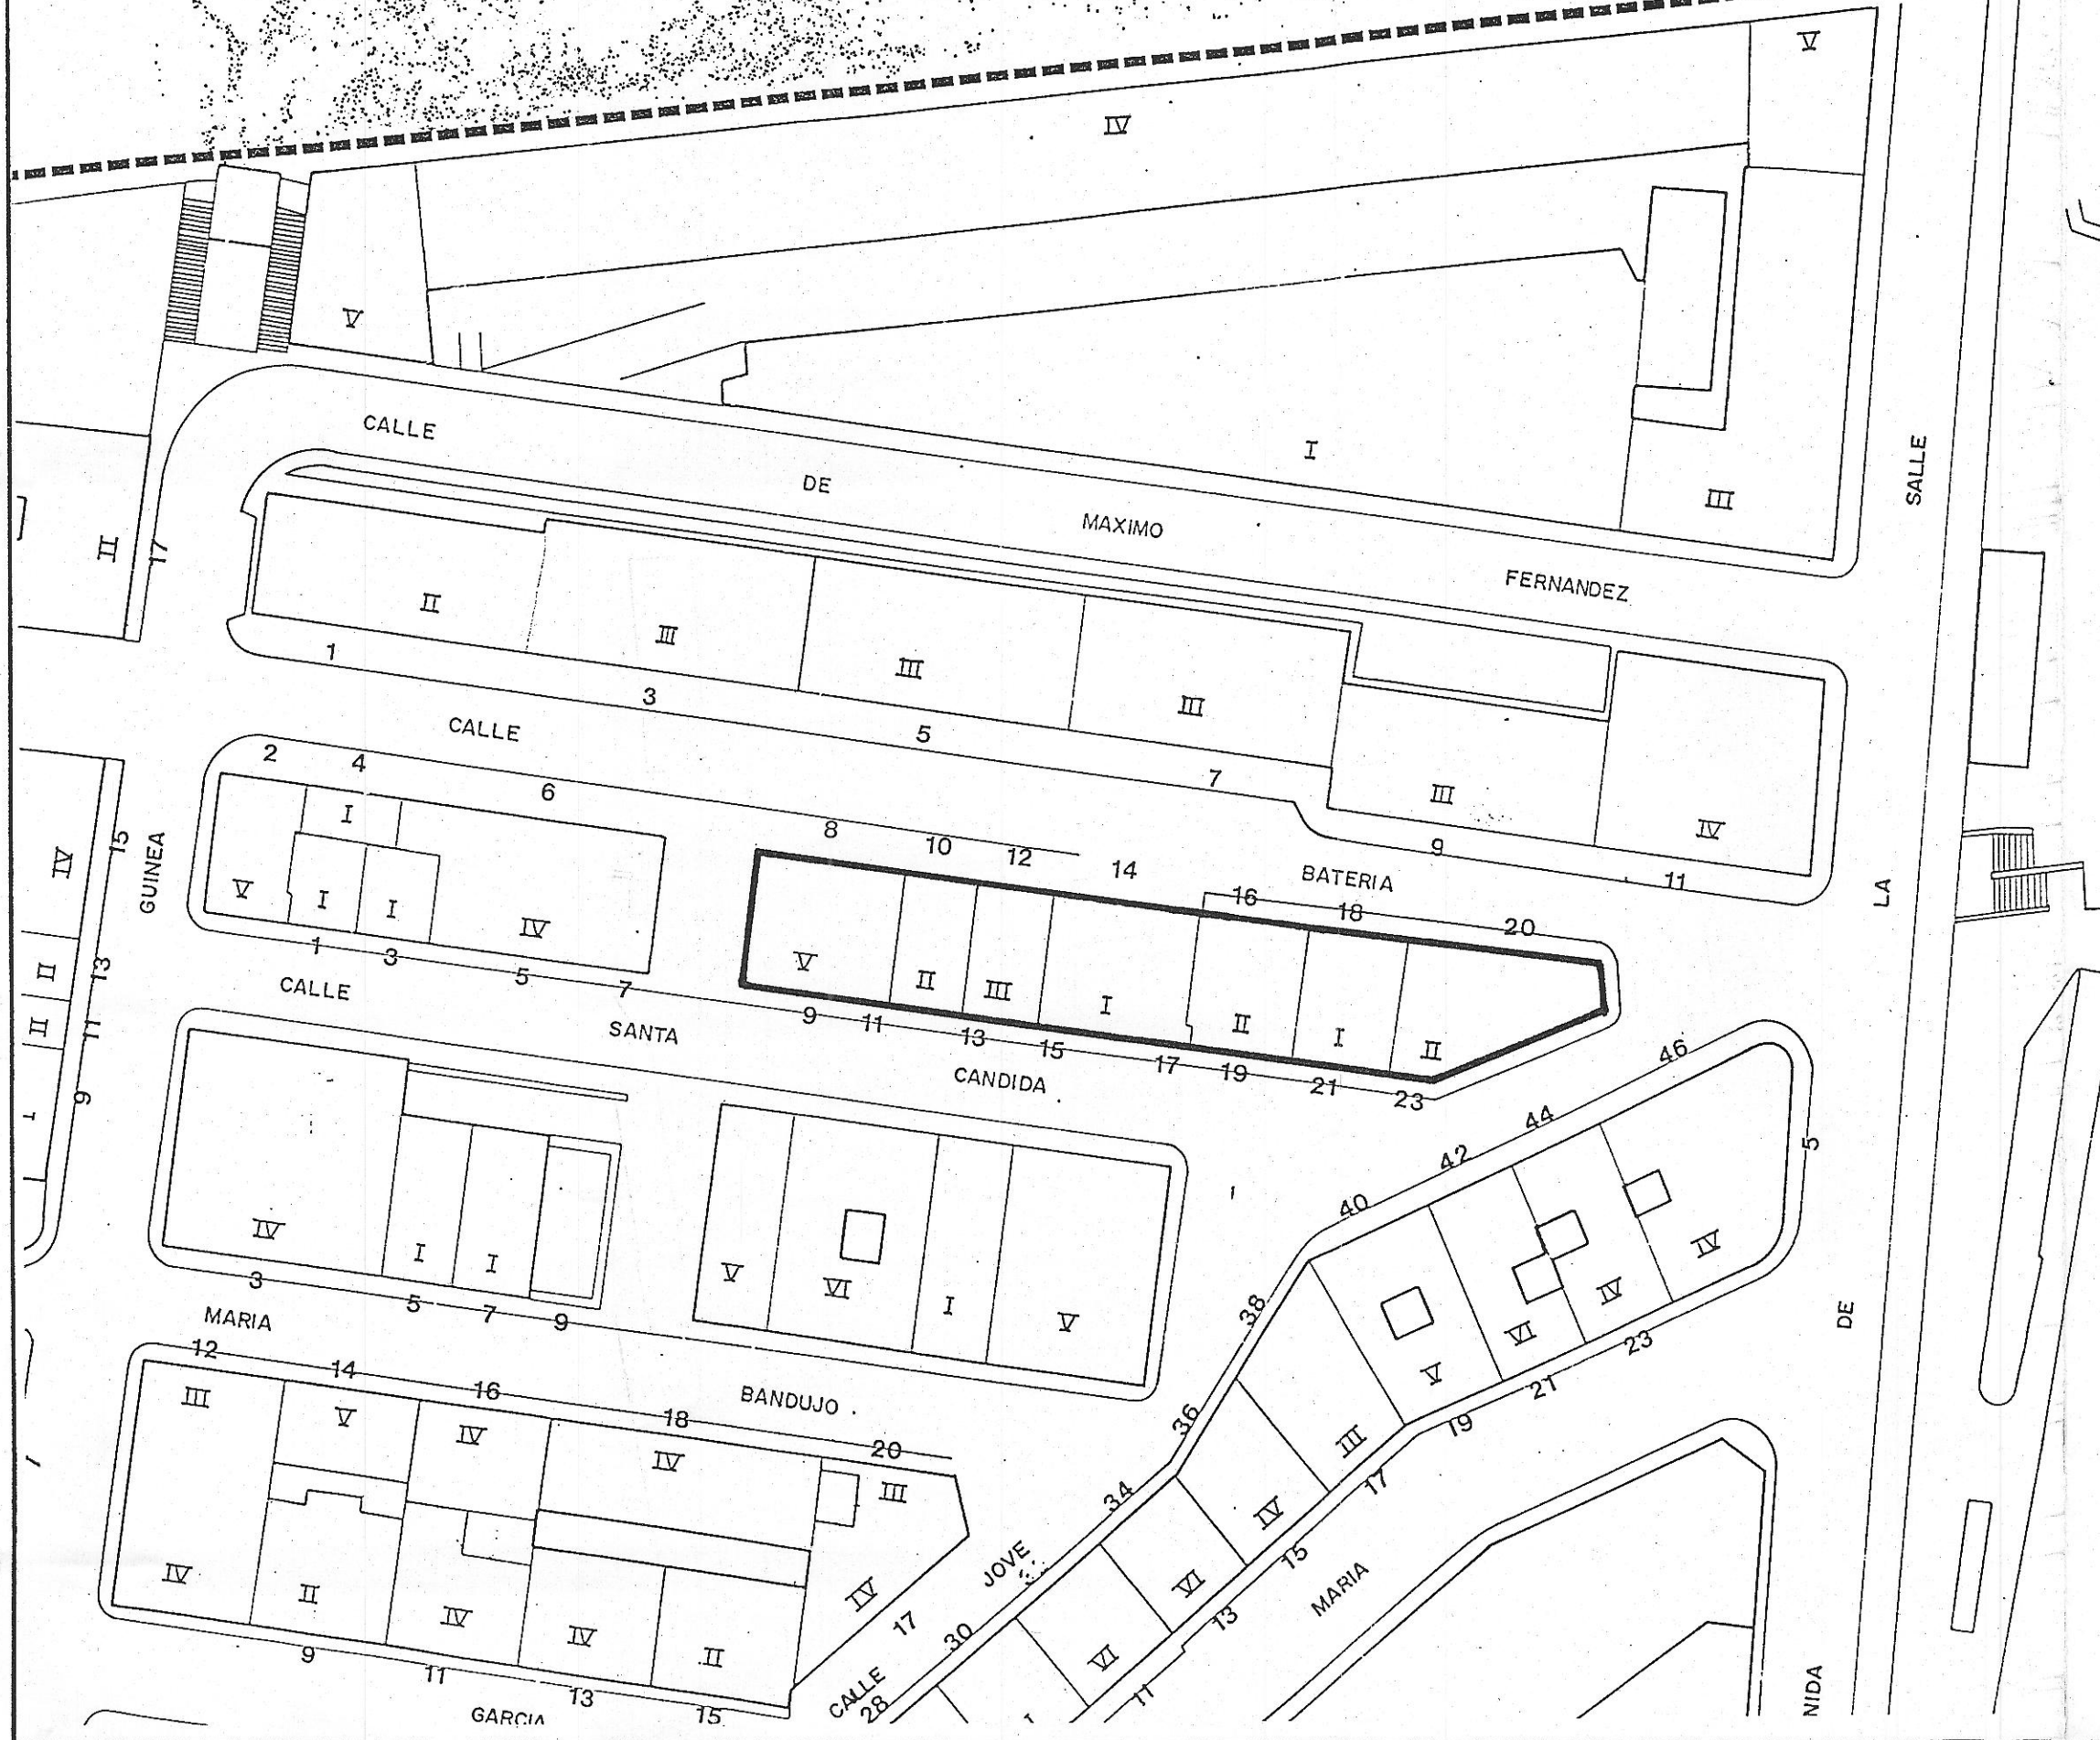 V
IV
V
CALLE
DE
MAXIMO
FERNANDEZ
I
III
SALLE
II
17
II
III
III
III
III
IV
1
3
5
7
9
11
CALLE
BATERIA
2
4
6
8
10
12
14
16
18
20
IV
15
GUINEA
V
I
I
I
IV
V
II
III
I
II
I
II
LA
II
13
II
11
9
1
3
5
7
9
11
13
15
17
19
21
23
CALLE
SANTA
CANDIDA
IV
I
I
V
VI
I
V
3
5
7
9
MARIA
BANDUJO
12
14
16
18
20
III
V
IV
IV
III
IV
II
IV
IV
II
IV
17
9
11
13
15
GARCIA
CALLE
JOVE
28
30
34
36
38
40
42
44
46
5
IV
IV
VI
V
III
IV
VI
VI
23
21
19
17
15
13
11
MARIA
DE
NIDA